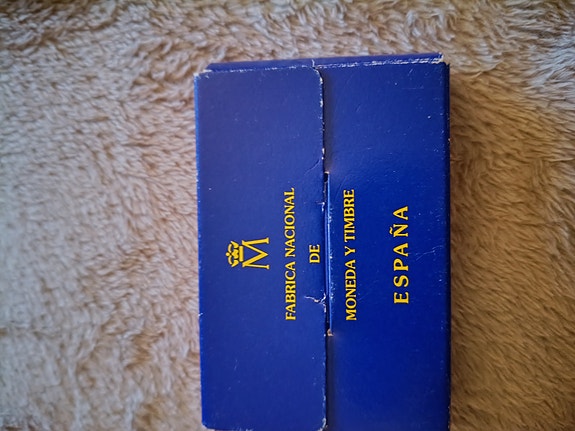 M
FABRICA NACIONAL
DE
MONEDA Y TIMBRE
ESPAÑA